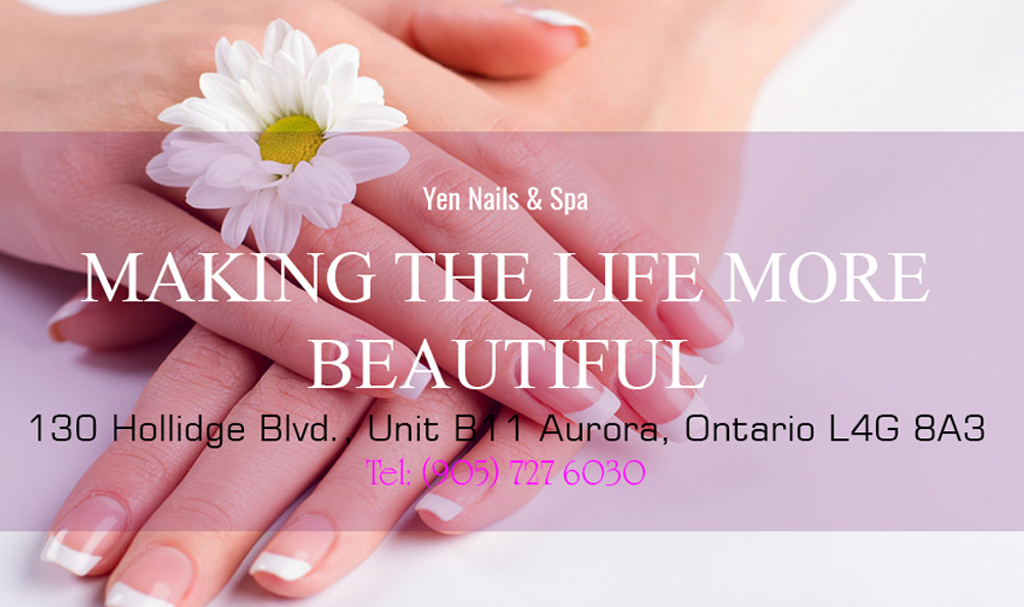 Yen Nails & Spa
MAKING THE LIFE MORE
BEAUTIFUL
130 Hollidge Blvd., Unit B11 Aurora, Ontario L4G 8A3
Tel: (905) 727 6030